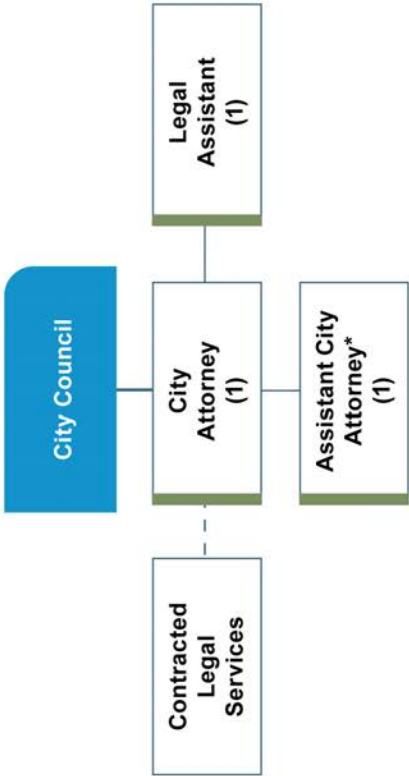 City Council
Contracted
Legal
Services
City
Attorney
(1)
Legal
Assistant
(1)
Assistant City
Attorney*
(1)